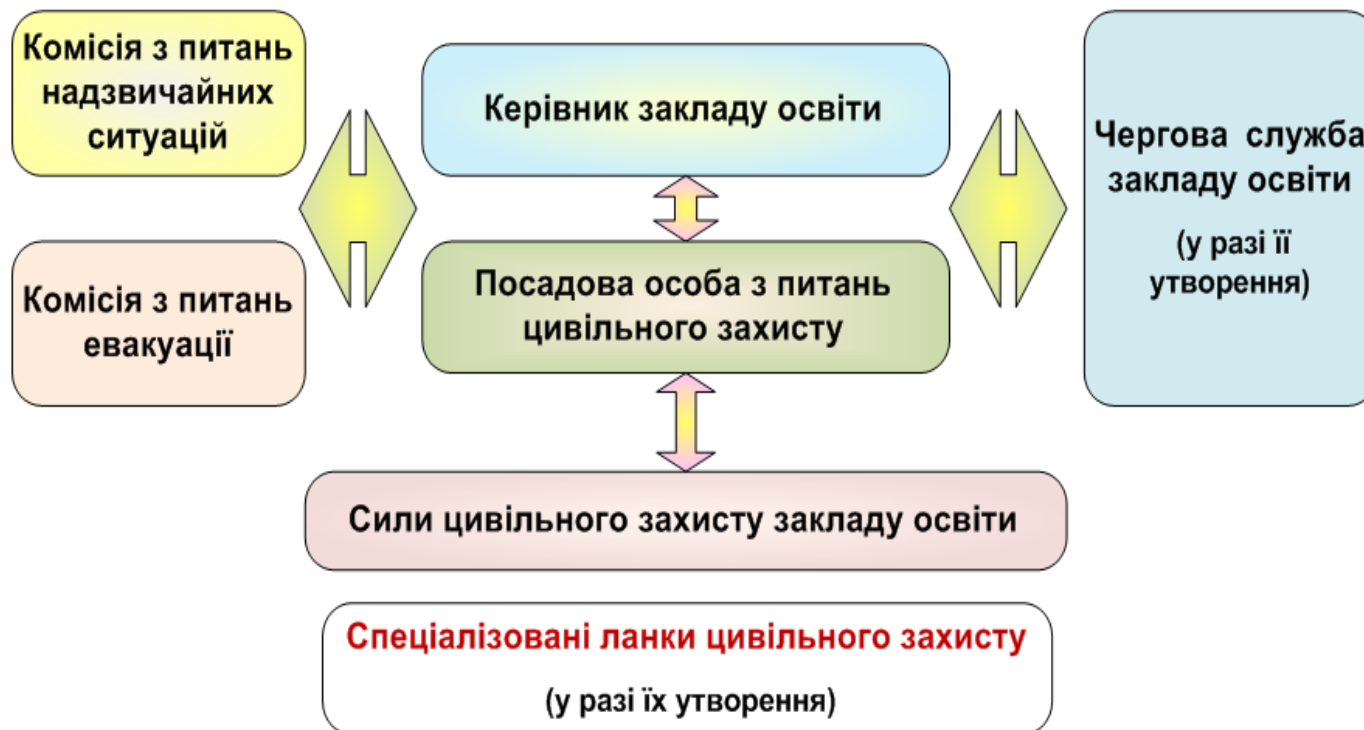 Комісія з питань
надзвичайних
ситуацій
Керівник закладу освіти
Чергова служба
закладу освіти
(у разі її
утворення)
Комісія з питань
евакуації
Посадова особа з питань
цивільного захисту
Сили цивільного захисту закладу освіти
Спеціалізовані ланки цивільного захисту
(у разі їх утворення)